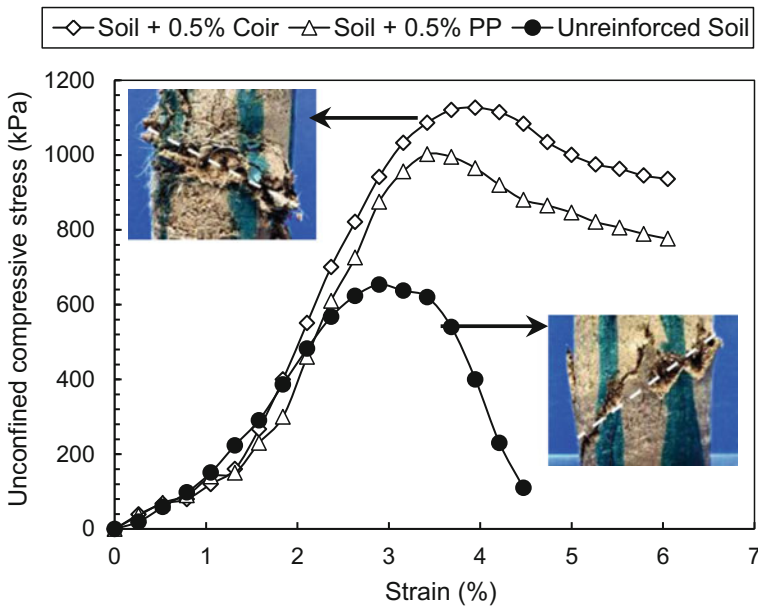 Soil + 0.5% Coir Soil + 0.5% PP Unreinforced Soil
Unconfined compressive stress (kPa)
1200
1000
800
600
400
200
0
0 1 2 3 4 5 6 7
Strain (%)